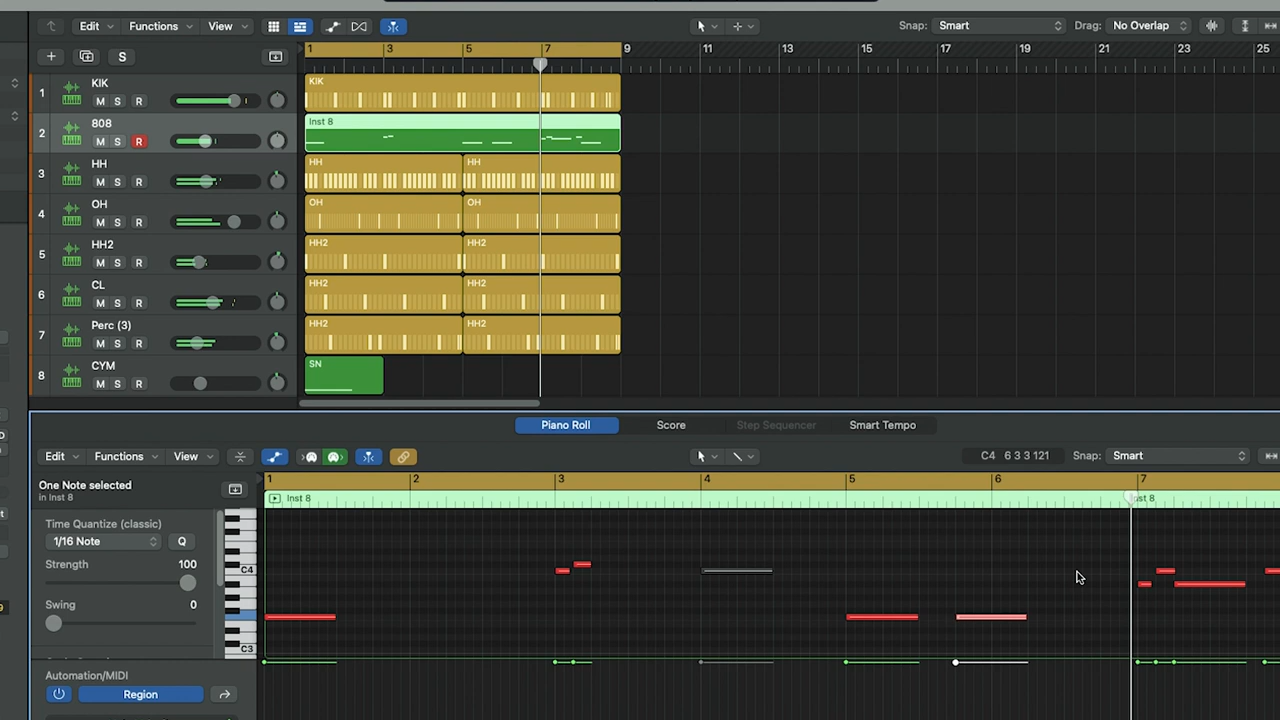 Edit Functions View Snap: Smart Drag: No Overlap
S
1 3 5 7 9 11 13 15 17 19 21 23 25
1 KIK M S R KIK
2 808 M S R Inst 8
3 HH M S R HH HH
4 OH M S R OH OH
5 HH2 M S R HH2 HH2
6 CL M S R HH2 HH2
7 Perc (3) M S R HH2 HH2
8 CYM M S R SN
Piano Roll Score Step Sequencer Smart Tempo
Edit Functions View C4 6 3 3 121 Snap: Smart
One Note selected
in Inst 8
1 2 3 4 5 6 7
Inst 8 Inst 8
Time Quantize (classic)
1/16 Note Q
Strength 100
Swing 0
C4
C3
Automation/MIDI
Region